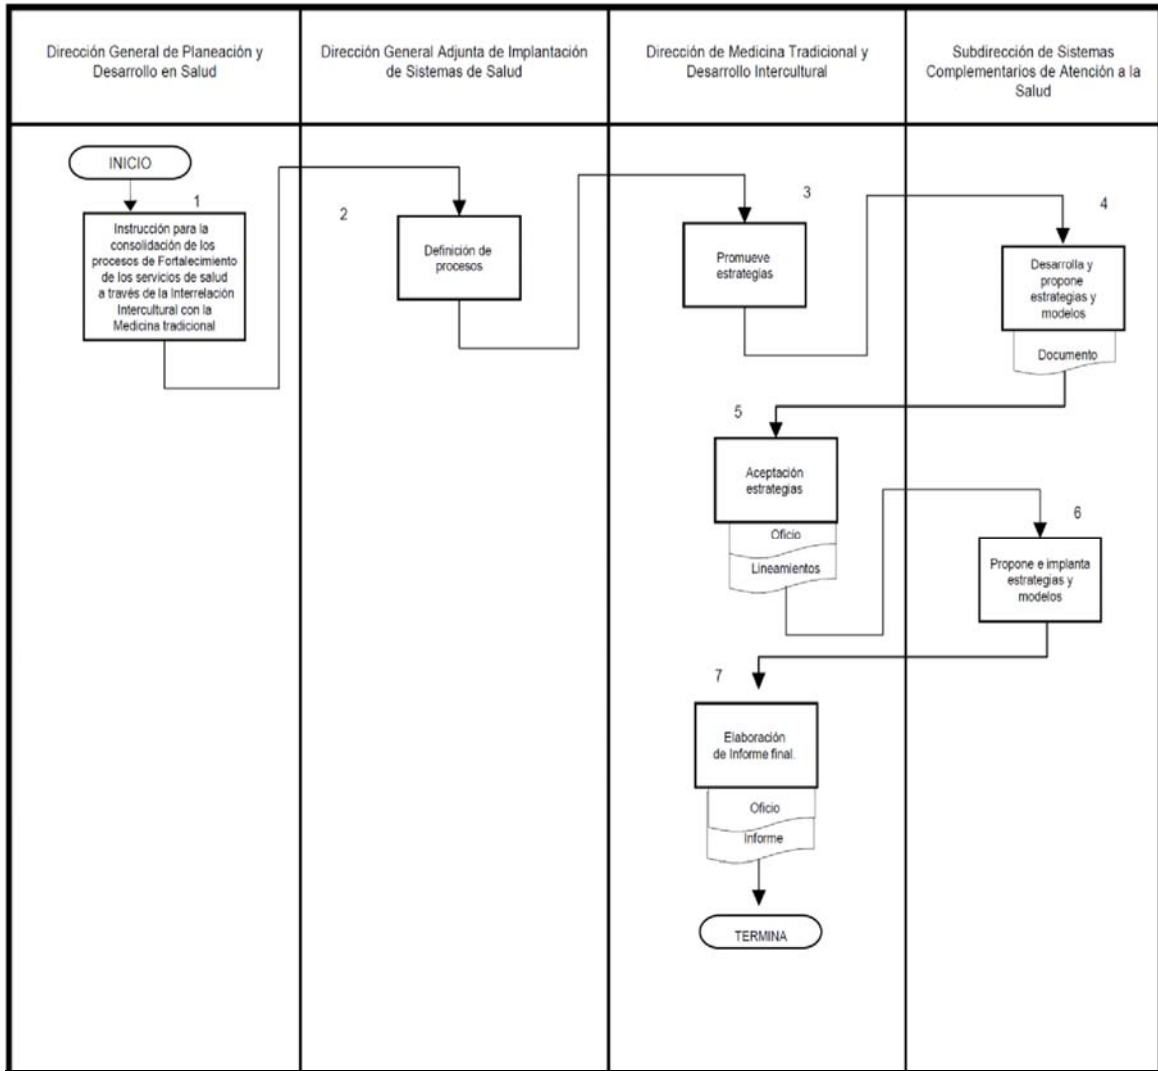 Dirección General de Planeación y
Desarrollo en Salud
Dirección General Adjunta de Implantación
de Sistemas de Salud
Dirección de Medicina Tradicional y
Desarrollo Intercultural
Subdirección de Sistemas
Complementarios de Atención a la
Salud
INICIO
1
Instrucción para la
consolidación de los
procesos de Fortalecimiento
de los servicios de salud
a través de la Interrelación
Intercultural con la
Medicina tradicional
2
Definición de
procesos
3
Promueve
estrategias
4
Desarrolla y
propone
estrategias y
modelos
Documento
5
Aceptación
estrategias
Oficio
Lineamientos
6
Propone e implanta
estrategias y
modelos
7
Elaboración
de Informe final.
Oficio
Informe
TERMINA